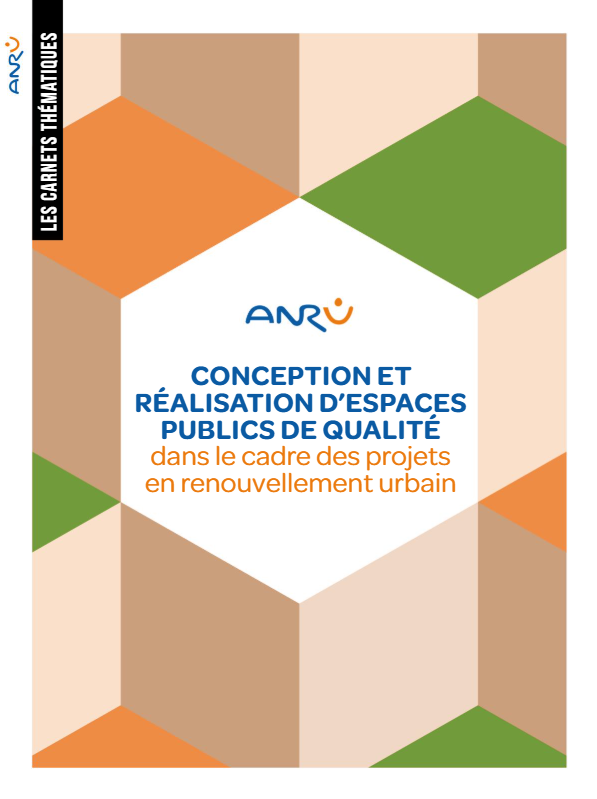 ANRU
LES CARNETS THÉMATIQUES
ANRU
CONCEPTION ET
RÉALISATION D’ESPACES
PUBLICS DE QUALITÉ
dans le cadre des projets
en renouvellement urbain